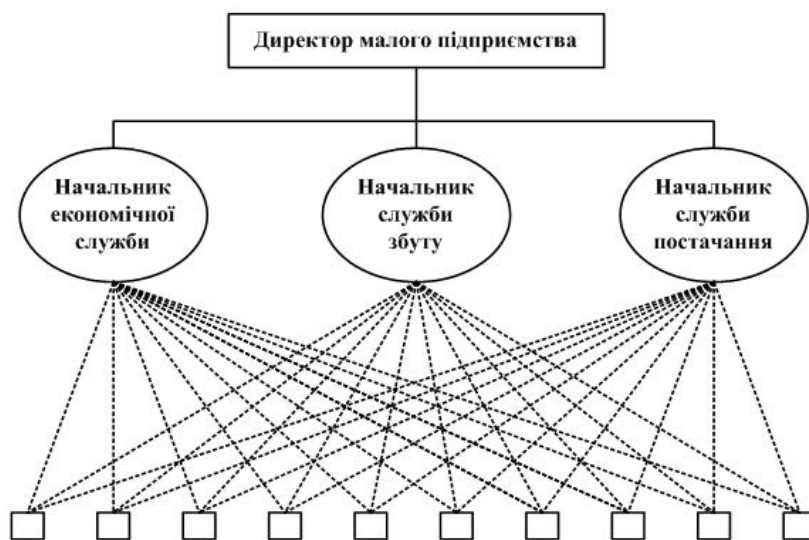 Директор малого підприємства
Начальник
економічної
служби
Начальник
служби
збуту
Начальник
служби
постачання